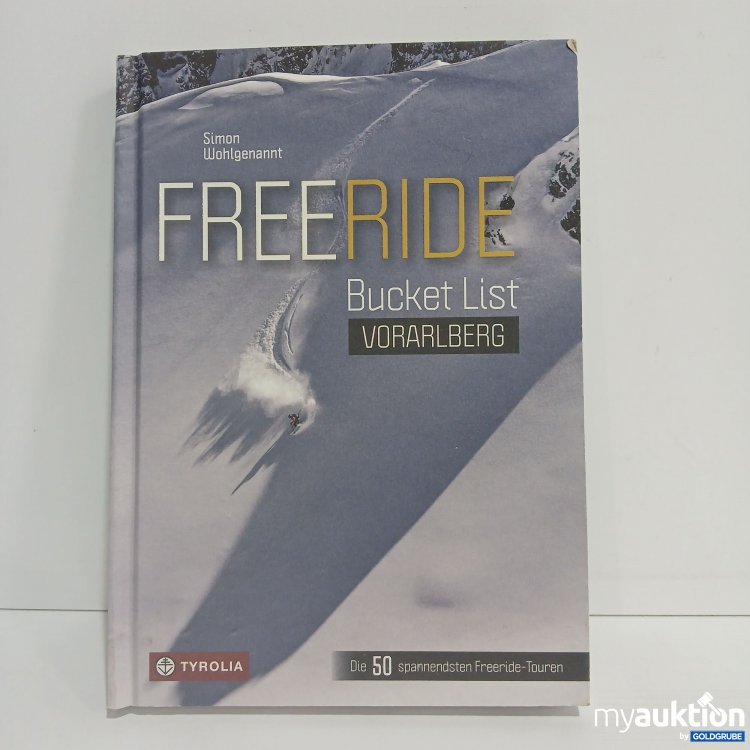 Simon
Wohlgenannt
FREERIDE
Bucket List
VORARLBERG
TYROLIA
Die 50 spannendsten Freeride-Touren
myauktion
by GOLDGRUBE